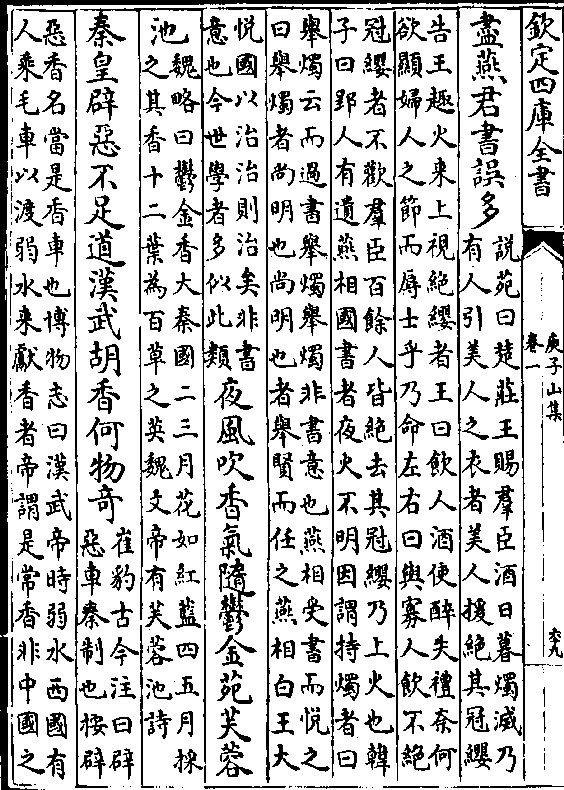 欽定四庫全書
庾子山集
卷一
六十九
盡燕君書誤多
說苑曰楚莊王賜羣臣酒日暮燭滅乃
有人引美人之衣者美人援絕其冠纓
告王趣火來上視絕纓者王曰飲人酒使醉失禮奈何
欲顯婦人之節而辱士乎乃命左右曰與寡人飲不絕
冠纓者不歡羣臣百餘人皆絕去其冠纓乃上火也韓
子曰郢人有遺燕相國書者夜火不明因謂持燭者曰
舉燭云而過書舉燭舉燭非書意也燕相受書而悅之
曰舉燭者尚明也尚明也者舉賢而任之燕相白王大
悅國以治治則治矣非書
意也今世學者多似此類
夜風吹香氣隨鬱金苑芙蓉
池
魏略曰鬱金香大秦國二三月花如紅藍四五月採
之其香十二葉為百草之英魏文帝有芙蓉池詩
秦皇辟惡不足道漢武胡香何物奇
崔豹古今注曰辟
惡車秦制也桉辟
惡香名當是香車也博物志曰漢武帝時弱水西國有
人乘毛車以渡弱水來獻香者帝謂是常香非中國之